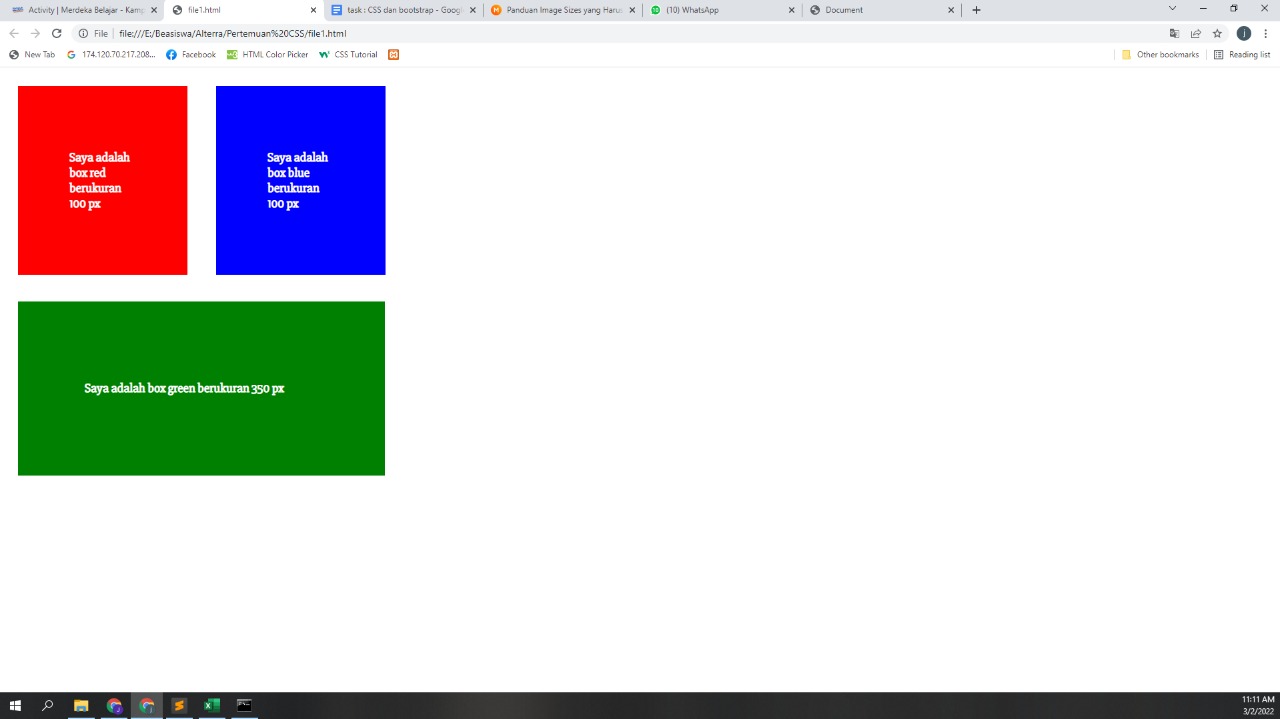 Activity | Merdeka Belajar - Kamp
file1.html
task : CSS dan bootstrap - Googl
Panduan Image Sizes yang Harus
(10) WhatsApp
Document
File
file:///E:/Beasiswa/Alterra/Pertemuan%20CSS/file1.html
New Tab
174.120.70.217.208...
Facebook
HTML Color Picker
CSS Tutorial
Other bookmarks
Reading list
Saya adalah
box red
berukuran
100 px
Saya adalah
box blue
berukuran
100 px
Saya adalah box green berukuran 350 px
11:11 AM
3/2/2022